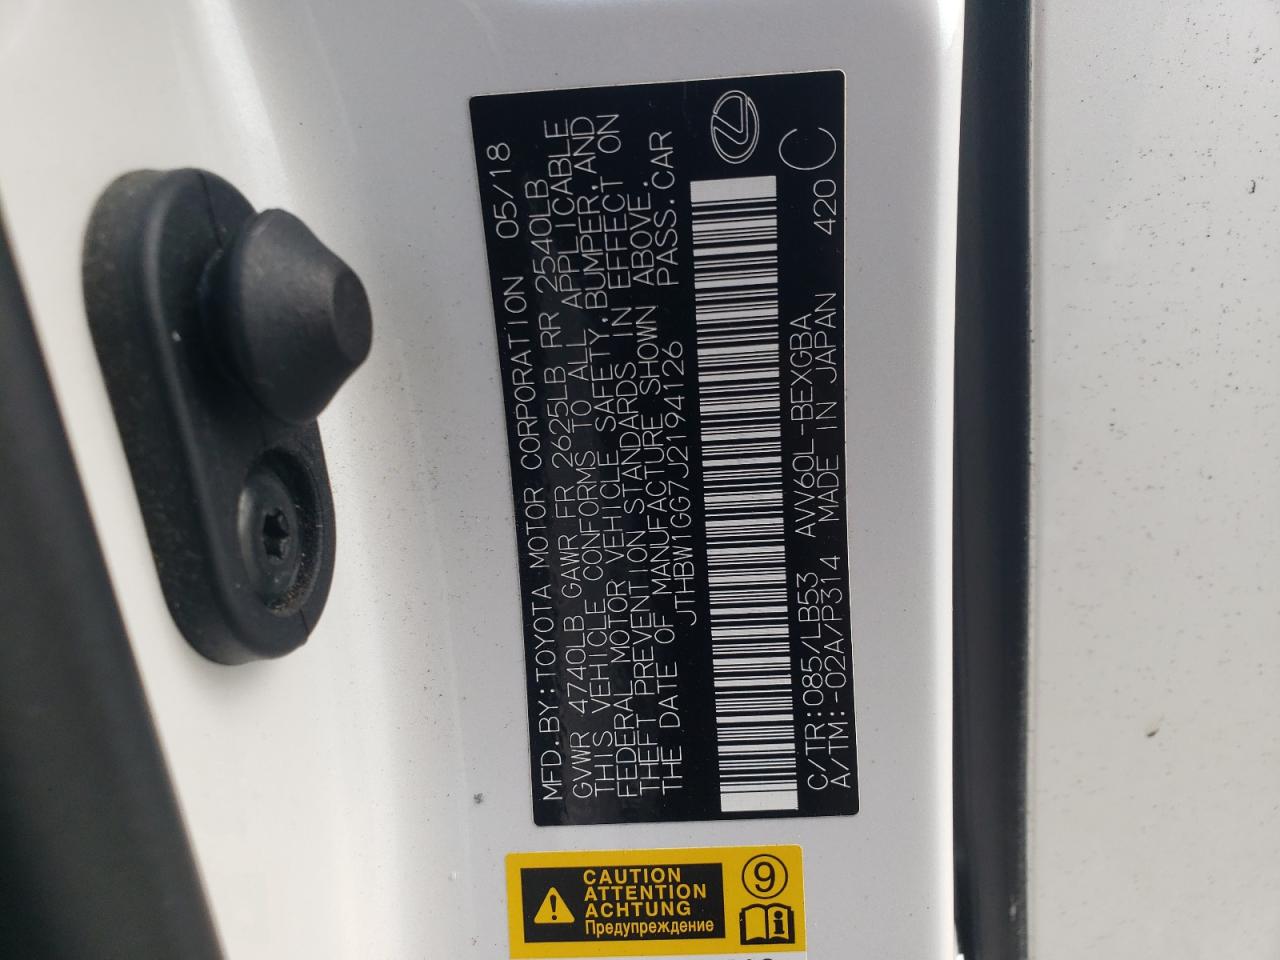 MFD.BY:TOYOTA MOTOR CORPORATION 05/18
GVWR 4740LB GAWR FR 2625LB RR 2540LB
THIS VEHICLE CONFORMS TO ALL APPLICABLE
FEDERAL MOTOR VEHICLE SAFETY,BUMPER,AND
THEFT PREVENTION STANDARDS IN EFFECT ON
THE DATE OF MANUFACTURE SHOWN ABOVE.
JTHBW1GG7J2194126 PASS.CAR
C/TR:085/LB53 AVV60L-BEXGBA 420 C
A/TM:-02A/P314 MADE IN JAPAN
CAUTION
ATTENTION
ACHTUNG
Предупреждение
9